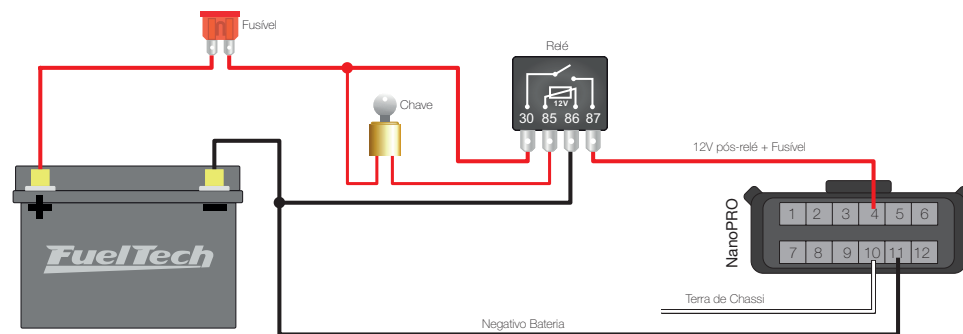 Fusível
Relé
Chave
12V
30 85 86 87
12V pós-relé + Fusível
+ −
FuelTech
NanoPRO
1 2 3 4 5 6
7 8 9 10 11 12
Terra de Chassi
Negativo Bateria